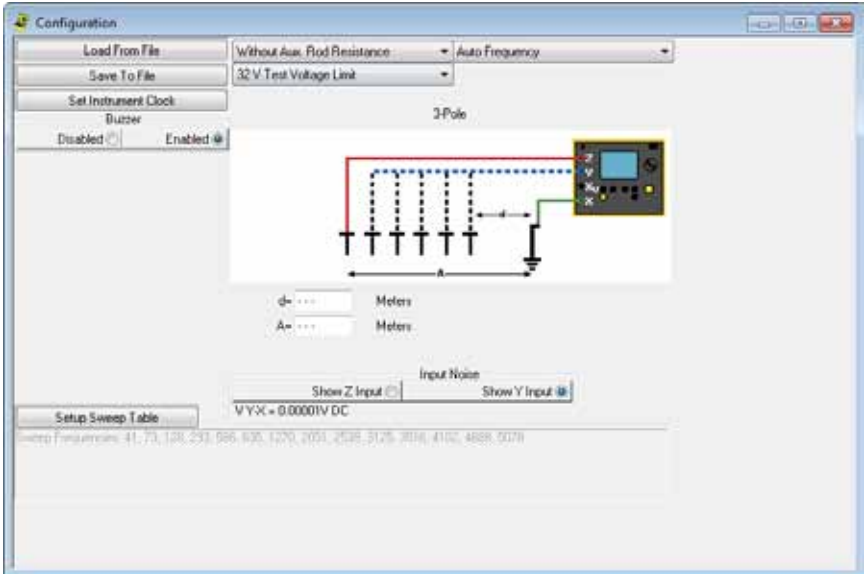 Configuration
Load From File
Without Aux. Rod Resistance
Auto Frequency
Save To File
32 V Test Voltage Limit
Set Instrument Clock
Buzzer
Disabled
Enabled
3-Pole
Z
Y
Xv
X
d
A
d= ---
Meters
A= ---
Meters
Input Noise
Show Z Input
Show Y Input
V Y-X = 0.00001V DC
Setup Sweep Table
Sweep Frequencies: 41, 73, 128, 293, 586, 635, 1270, 2051, 2539, 3125, 3516, 4102, 4688, 5078